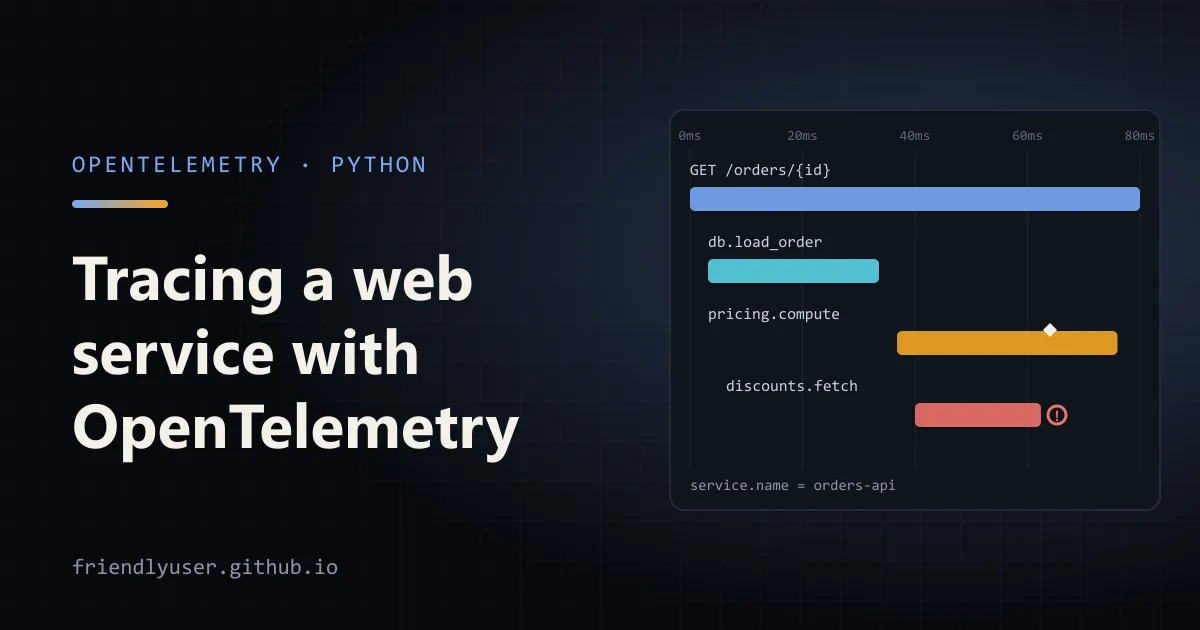 OPENTELEMETRY · PYTHON
Tracing a web
service with
OpenTelemetry
friendlyuser.github.io
0ms 20ms 40ms 60ms 80ms
GET /orders/{id}
db.load_order
pricing.compute
discounts.fetch
!
service.name = orders-api